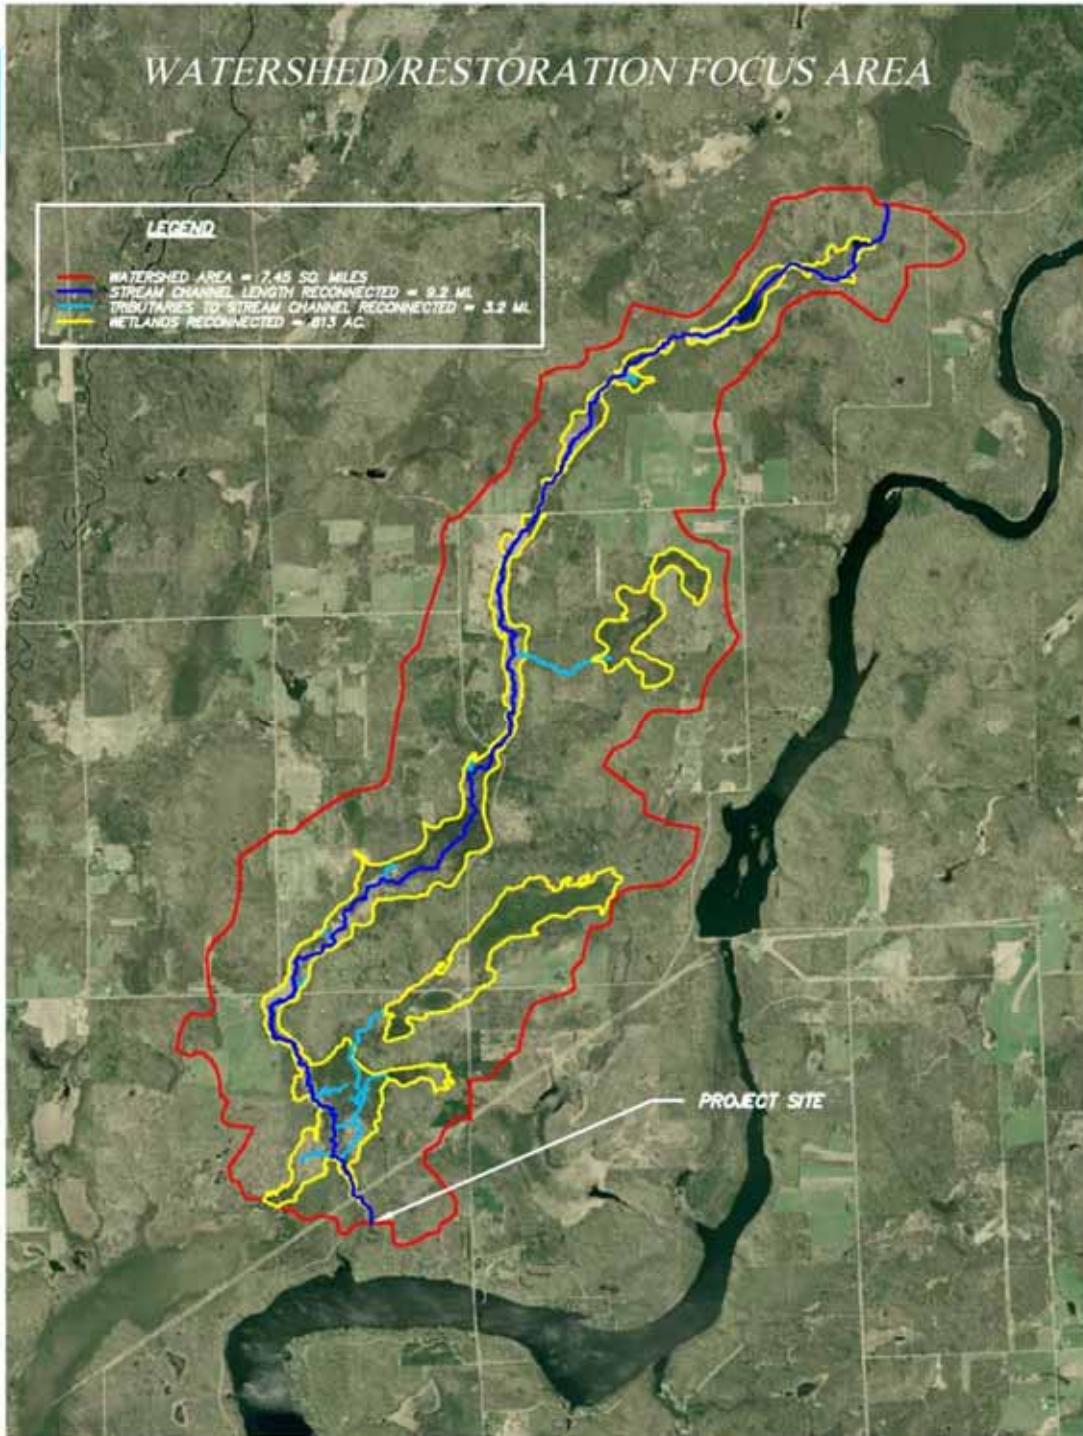 WATERSHED/RESTORATION FOCUS AREA
LEGEND
WATERSHED AREA = 7.45 SQ. MILES
STREAM CHANNEL LENGTH RECONNECTED = 9.2 MI.
TRIBUTARIES TO STREAM CHANNEL RECONNECTED = 3.2 MI.
WETLANDS RECONNECTED = 613 AC.
PROJECT SITE